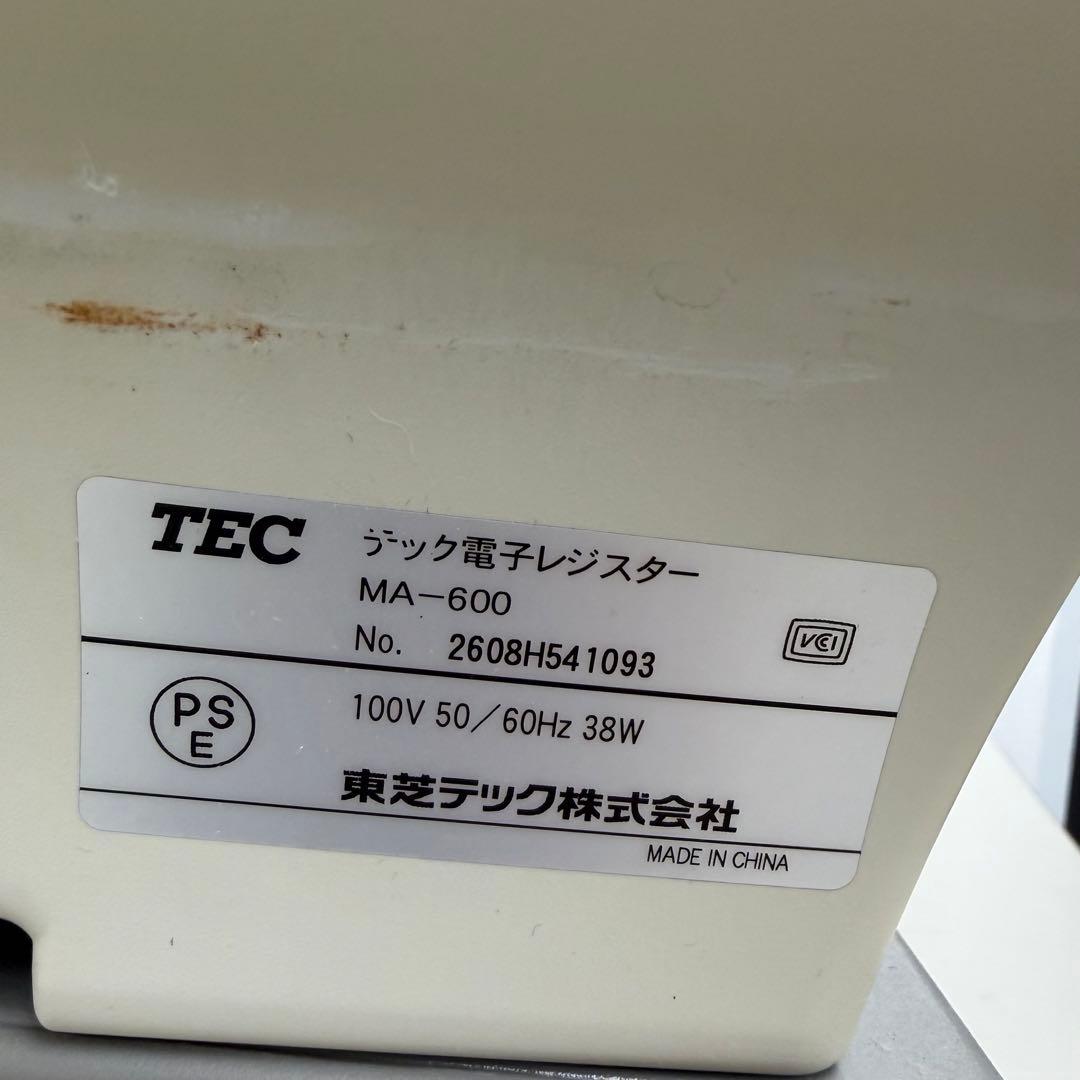 TEC テック電子レジスター
MA-600
No. 2608H541093
VCI
PSE
100V 50/60Hz 38W
東芝テック株式会社
MADE IN CHINA